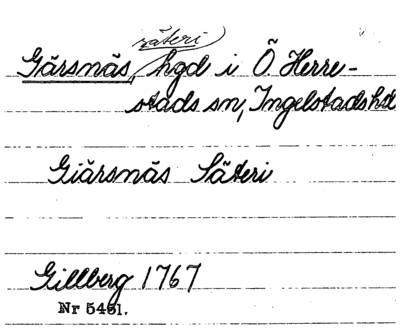 säteri
Gärsnäs, hgd i Ö. Herre-
stads sn, Ingelstads hd
Giärsnäs Säteri
Gillberg 1767
Nr 5461.